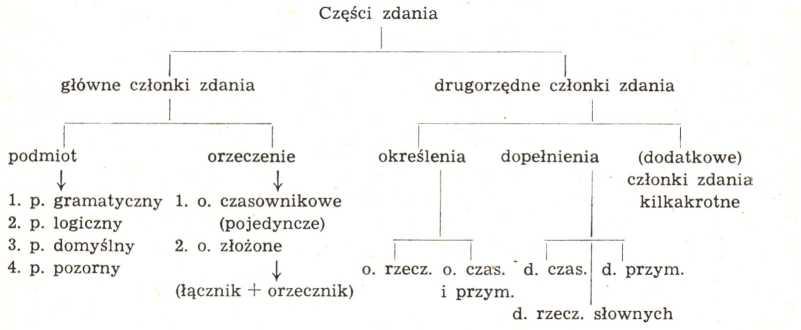 Części zdania
główne członki zdania
drugorzędne członki zdania
podmiot
orzeczenie
określenia
dopełnienia
(dodatkowe)
członki zdania
kilkakrotne
1. p. gramatyczny
2. p. logiczny
3. p. domyślny
4. p. pozorny
1. o. czasownikowe
(pojedyncze)
2. o. złożone
(łącznik + orzecznik)
o. rzecz.
o. czas.
i przym.
d. czas.
d. przym.
d. rzecz. słownych